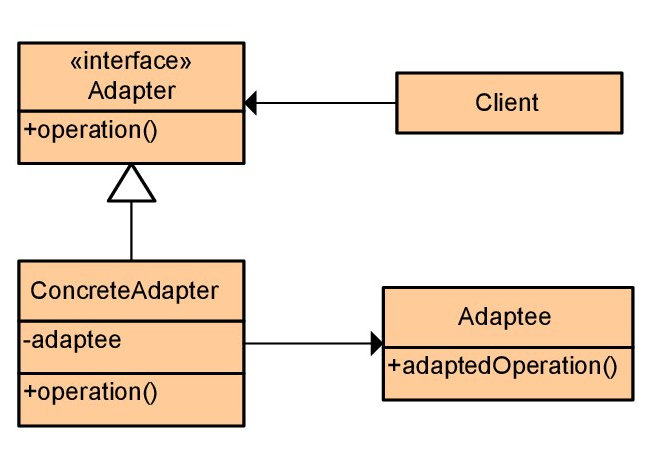 «interface»
Adapter
+operation()
Client
ConcreteAdapter
-adaptee
+operation()
Adaptee
+adaptedOperation()